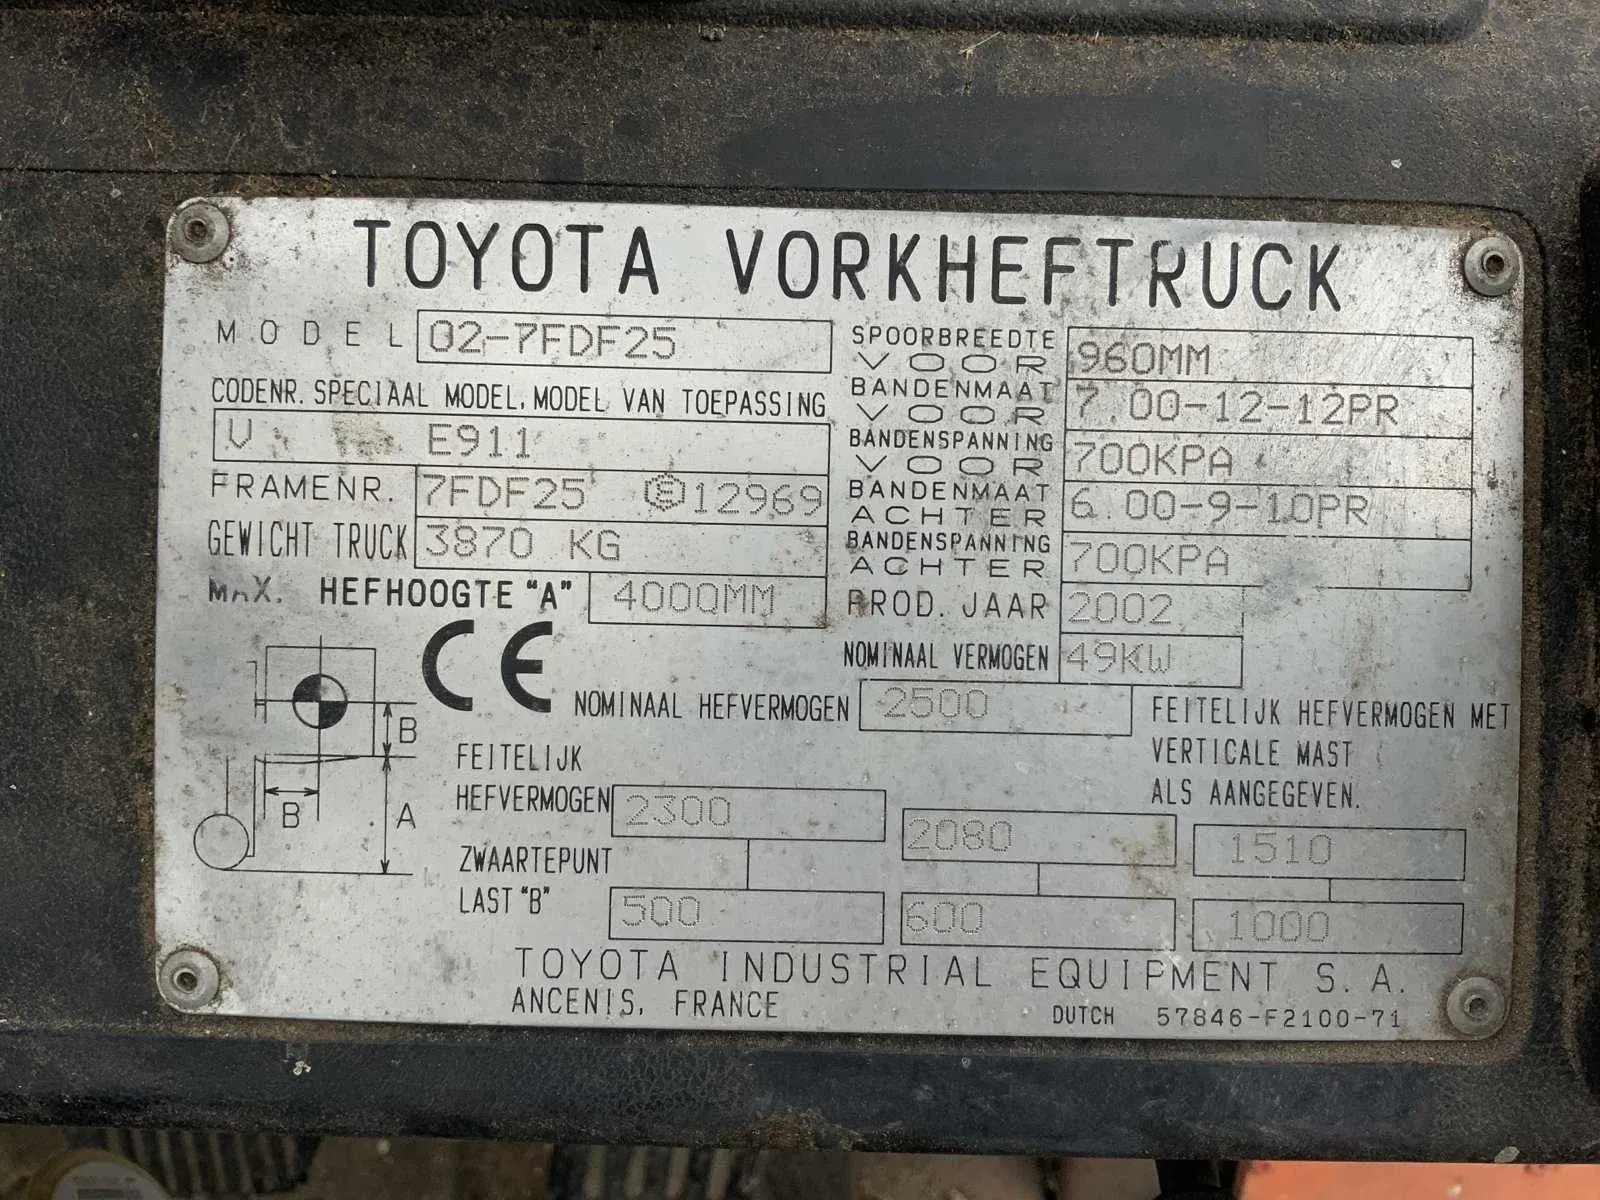 TOYOTA VORKHEFTRUCK
MODEL 02-7FDF25
CODENR. SPECIAAL MODEL, MODEL VAN TOEPASSING
V E911
FRAMENR. 7FDF25 E 12969
GEWICHT TRUCK 3870 KG
MAX. HEFHOOGTE "A" 4000MM
SPOORBREEDTE
VOOR 960MM
BANDENMAAT
VOOR 7.00-12-12PR
BANDENSPANNING
VOOR 700KPA
BANDENMAAT
ACHTER 6.00-9-10PR
BANDENSPANNING
ACHTER 700KPA
PROD. JAAR 2002
NOMINAAL VERMOGEN 49KW
CE
NOMINAAL HEFVERMOGEN 2500
FEITELIJK HEFVERMOGEN MET
VERTICALE MAST
ALS AANGEGEVEN.
B
B
A
FEITELIJK
HEFVERMOGEN 2300 2080 1510
ZWAARTEPUNT
LAST "B" 500 600 1000
TOYOTA INDUSTRIAL EQUIPMENT S.A.
ANCENIS, FRANCE
DUTCH 57846-F2100-71